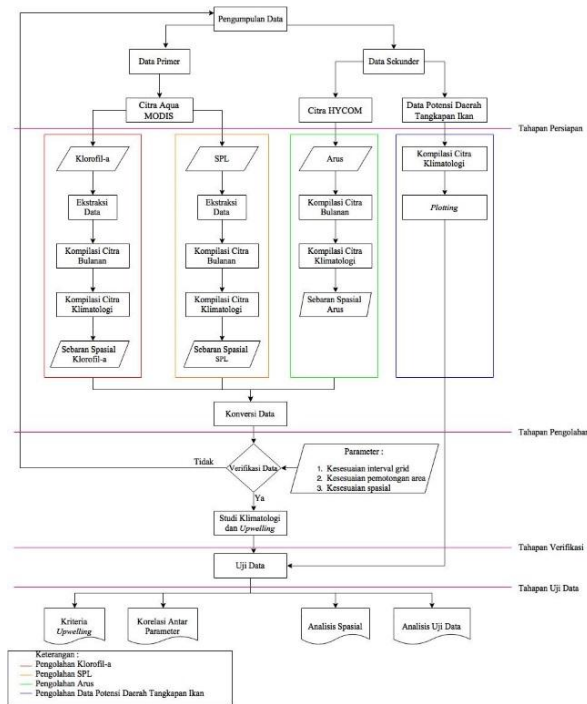 Pengumpulan Data
Data Primer
Data Sekunder
Citra Aqua
MODIS
Citra HYCOM
Data Potensi Daerah
Tangkapan Ikan
Tahapan Persiapan
Klorofil-a
SPL
Arus
Kompilasi Citra
Klimatologi
Ekstraksi
Data
Ekstraksi
Data
Kompilasi Citra
Bulanan
Plotting
Kompilasi Citra
Bulanan
Kompilasi Citra
Bulanan
Kompilasi Citra
Klimatologi
Kompilasi Citra
Klimatologi
Kompilasi Citra
Klimatologi
Sebaran Spasial
Arus
Sebaran Spasial
Klorofil-a
Sebaran Spasial
SPL
Konversi Data
Tahapan Pengolahan
Tidak
Verifikasi Data
Parameter :
1. Kesesuaian interval grid
2. Kesesuaian pemotongan area
3. Kesesuaian spasial
Ya
Studi Klimatologi
dan Upwelling
Tahapan Verifikasi
Uji Data
Tahapan Uji Data
Kriteria
Upwelling
Korelasi Antar
Parameter
Analisis Spasial
Analisis Uji Data
Keterangan :
Pengolahan Klorofil-a
Pengolahan SPL
Pengolahan Arus
Pengolahan Data Potensi Daerah Tangkapan Ikan